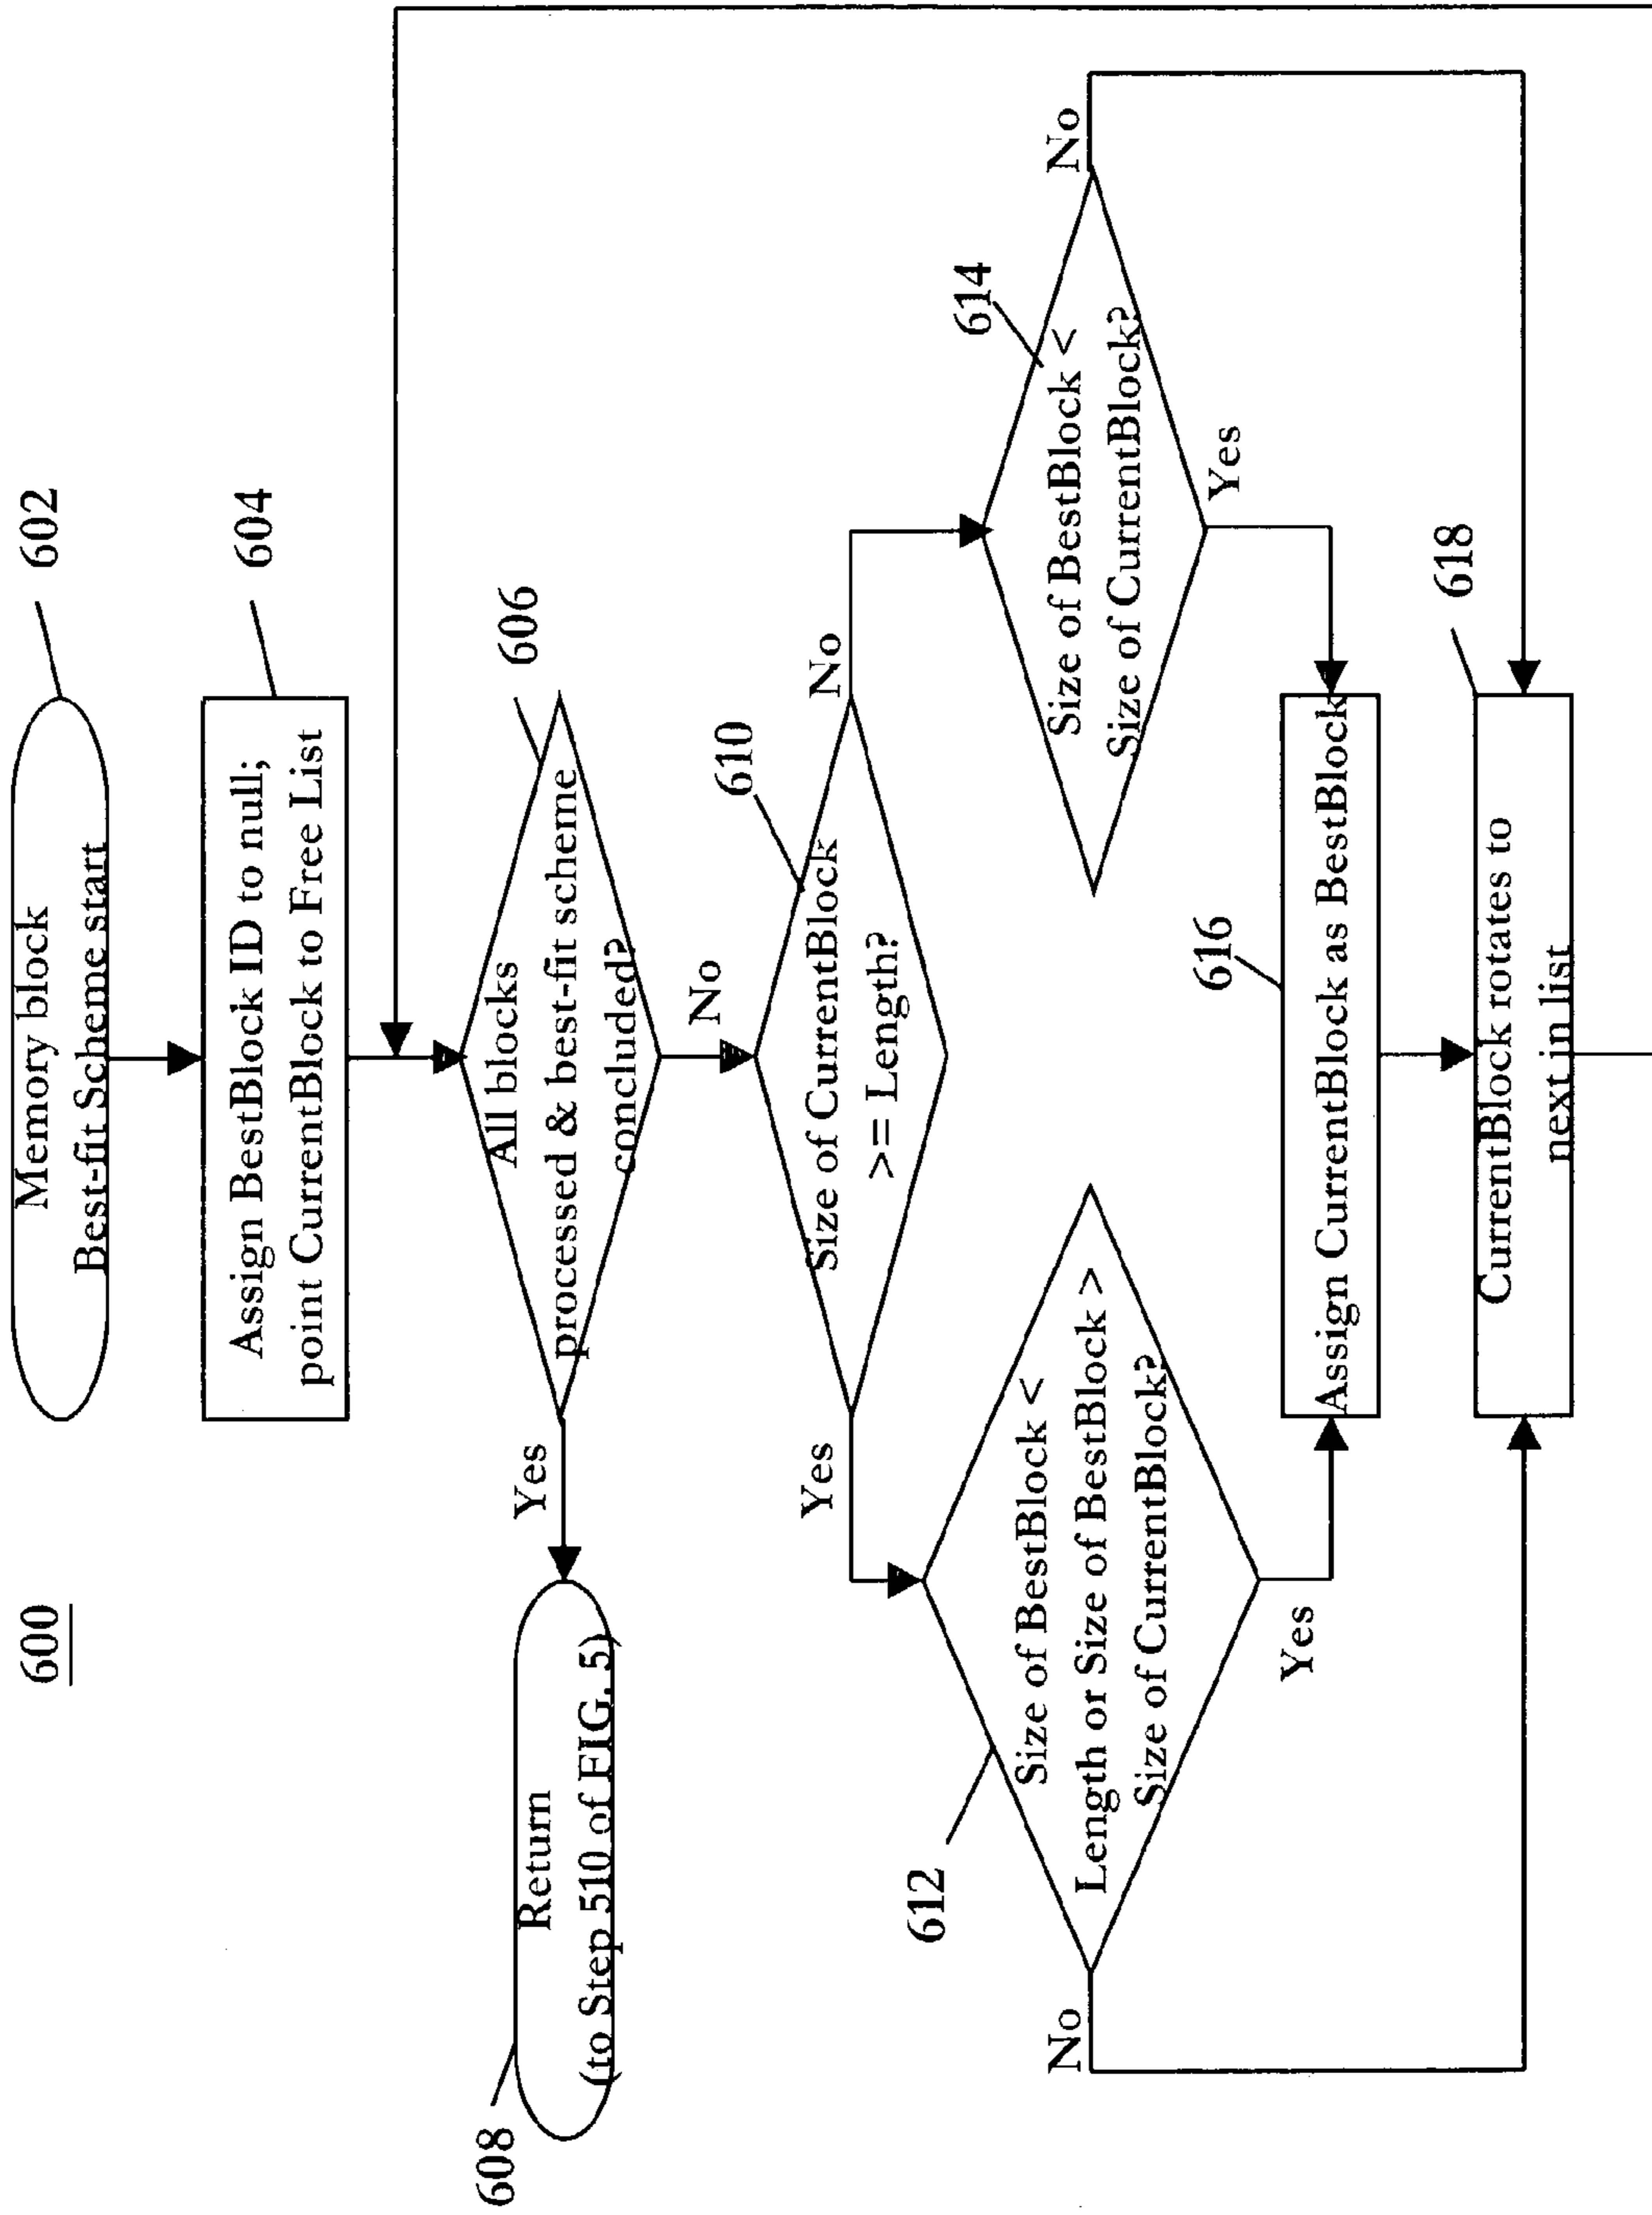 600
Memory block
Best-fit Scheme start
602
Assign BestBlock ID to null;
point CurrentBlock to Free List
604
606
All blocks
processed & best-fit scheme
concluded?
Yes
Return
(to Step 510 of FIG. 5)
608
No
610
Size of CurrentBlock
>= Length?
Yes
No
612
Size of BestBlock <
Length or Size of BestBlock >
Size of CurrentBlock?
No
Yes
614
Size of BestBlock <
Size of CurrentBlock?
No
Yes
616
Assign CurrentBlock as BestBlock
618
CurrentBlock rotates to
next in list